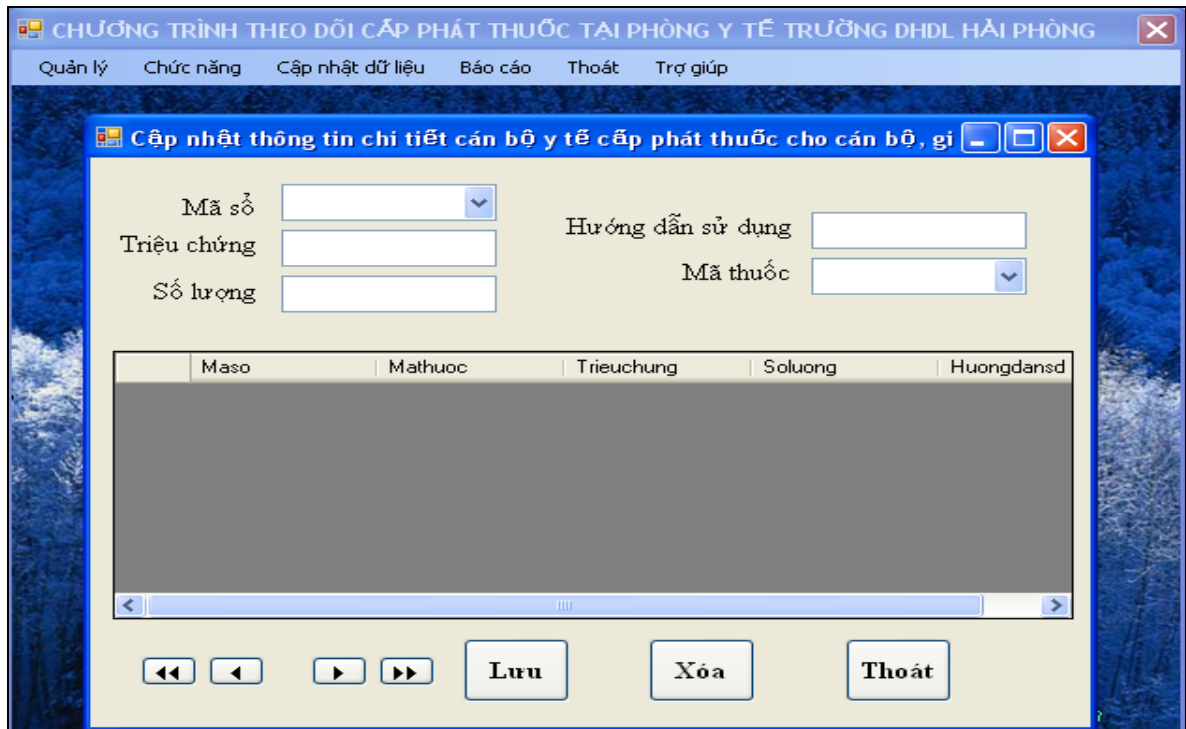 CHƯƠNG TRÌNH THEO DÕI CẤP PHÁT THUỐC TẠI PHÒNG Y TẾ TRƯỜNG DHDL HẢI PHÒNG
Quản lý Chức năng Cập nhật dữ liệu Báo cáo Thoát Trợ giúp
Cập nhật thông tin chi tiết cán bộ y tế cấp phát thuốc cho cán bộ, gi
Mã sổ
Hướng dẫn sử dụng
Triệu chứng
Mã thuốc
Số lượng
Maso Mathuoc Trieuchung Soluong Huongdansd
Lưu Xóa Thoát